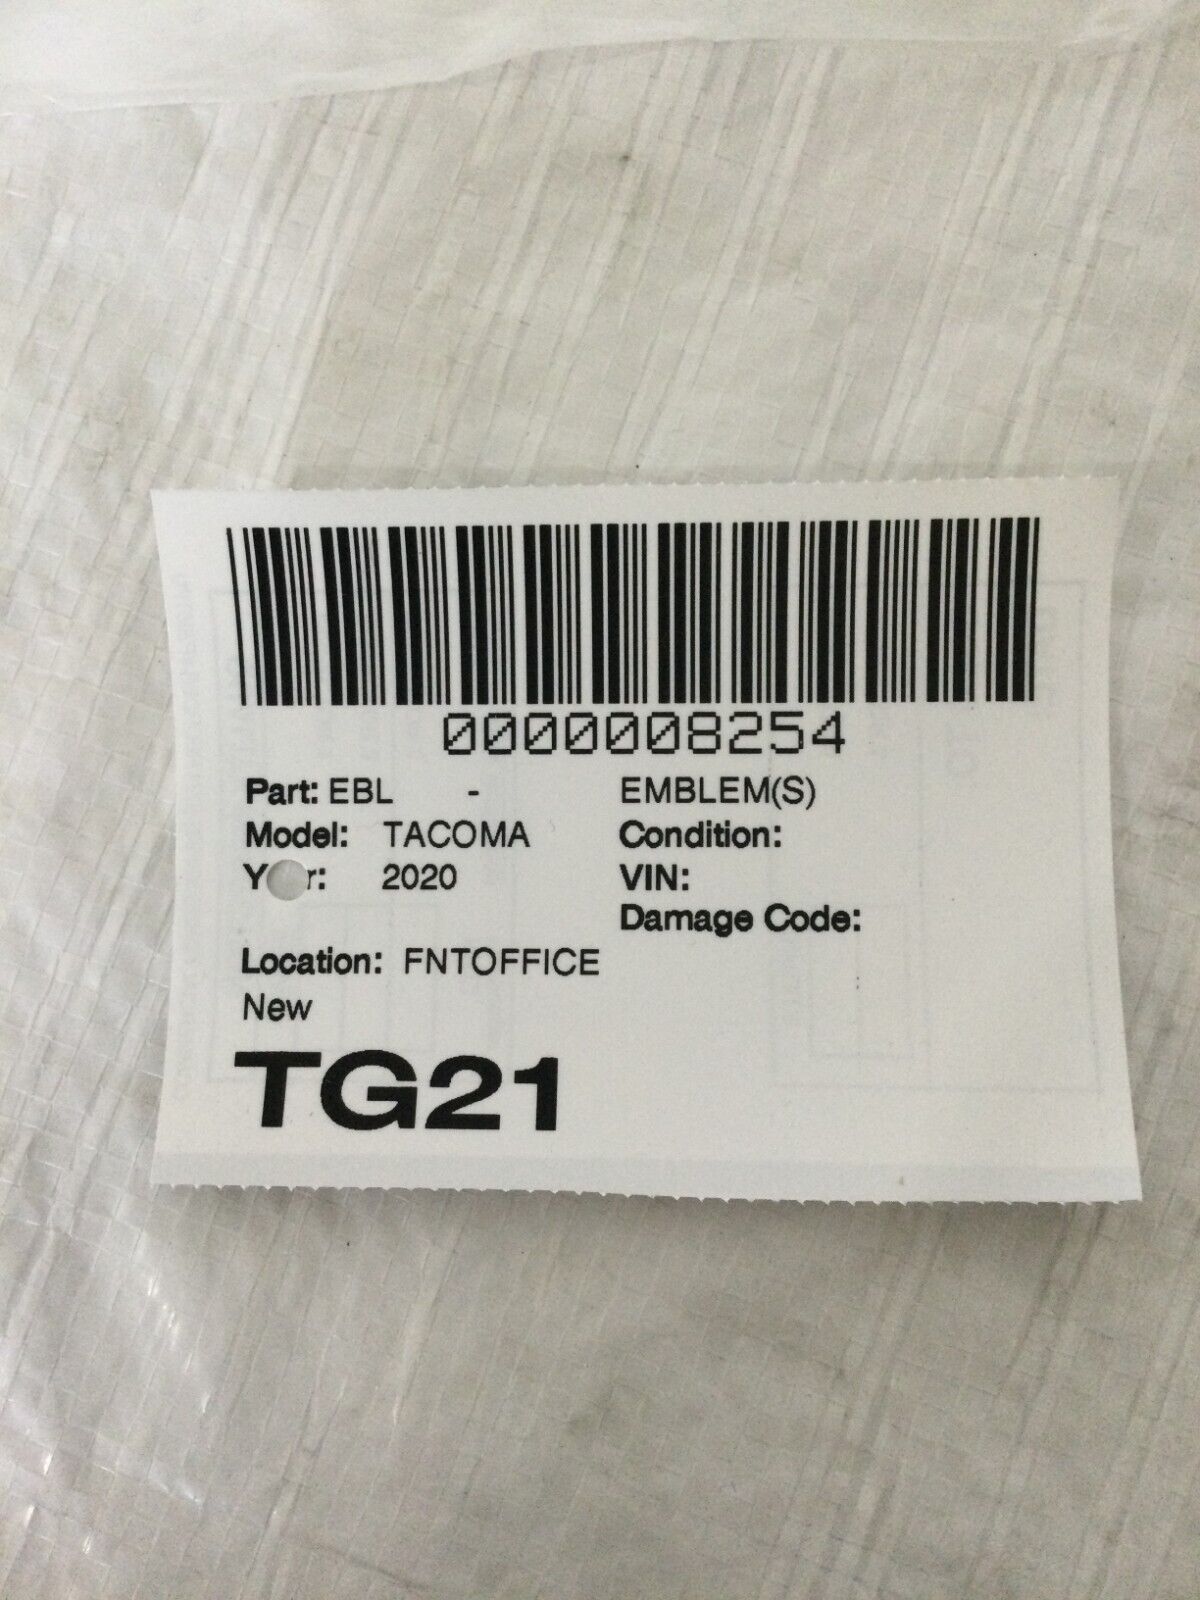 0000008254
Part: EBL - EMBLEM(S)
Model: TACOMA Condition:
2020 VIN:
Damage Code:
Location: FNTOFFICE
New
TG21